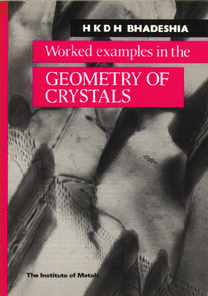 H K D H BHADESHIA
Worked examples in the
GEOMETRY OF
CRYSTALS
The Institute of Metals